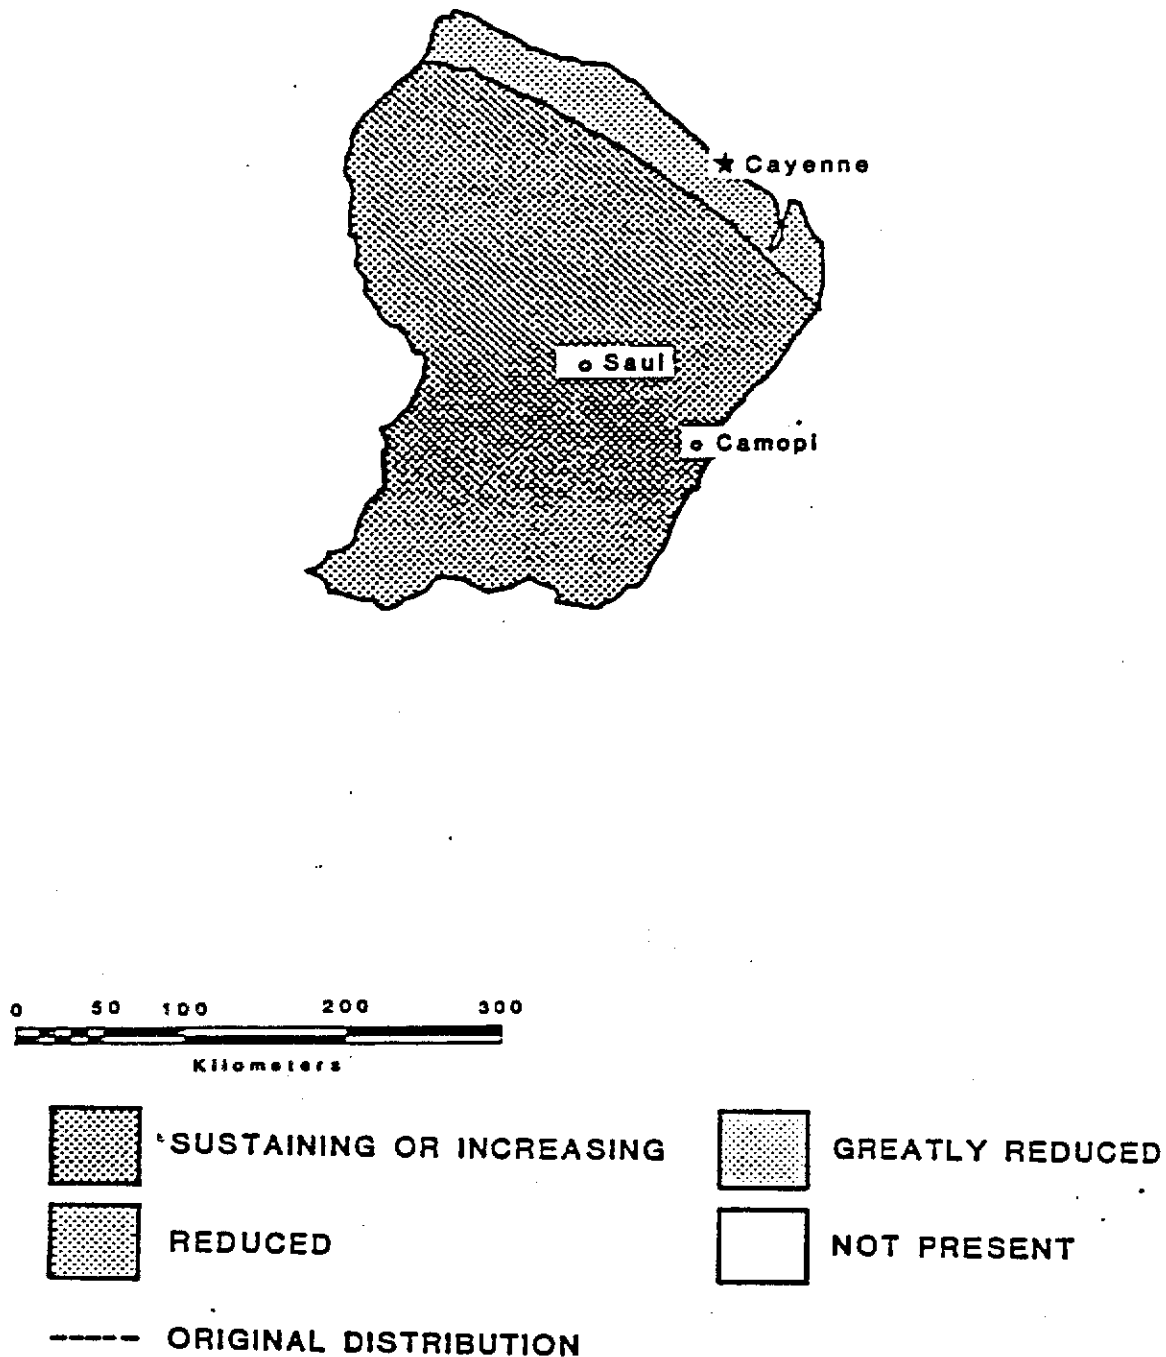 Cayenne
Saul
Camopi
0 50 100 200 300
Kilometers
SUSTAINING OR INCREASING
GREATLY REDUCED
REDUCED
NOT PRESENT
ORIGINAL DISTRIBUTION